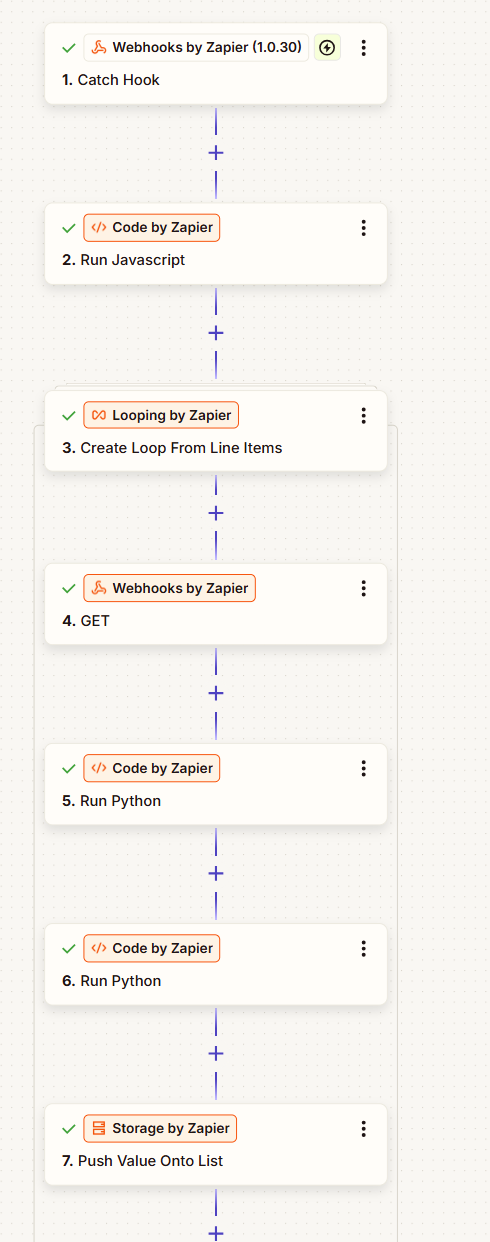 Webhooks by Zapier (1.0.30)
1. Catch Hook
Code by Zapier
2. Run Javascript
Looping by Zapier
3. Create Loop From Line Items
Webhooks by Zapier
4. GET
Code by Zapier
5. Run Python
Code by Zapier
6. Run Python
Storage by Zapier
7. Push Value Onto List